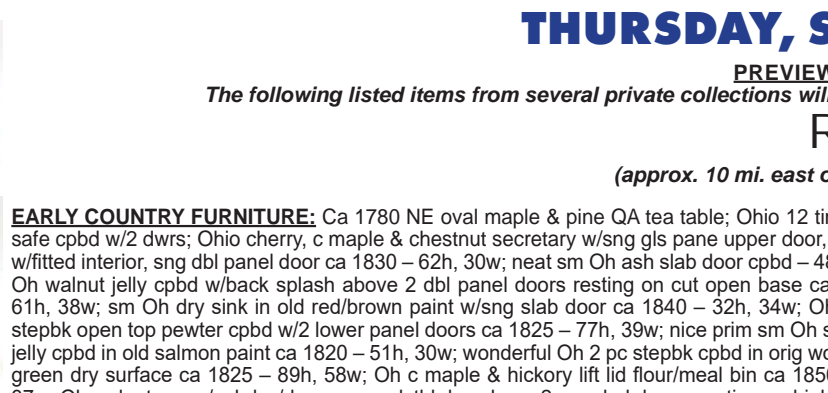 THURSDAY, S
PREVIEW
The following listed items from several private collections wil
R
(approx. 10 mi. east o
EARLY COUNTRY FURNITURE: Ca 1780 NE oval maple & pine QA tea table; Ohio 12 tin
safe cpbd w/2 dwrs; Ohio cherry, c maple & chestnut secretary w/sng gls pane upper door,
w/fitted interior, sng dbl panel door ca 1830 – 62h, 30w; neat sm Oh ash slab door cpbd – 48
Oh walnut jelly cpbd w/back splash above 2 dbl panel doors resting on cut open base ca
61h, 38w; sm Oh dry sink in old red/brown paint w/sng slab door ca 1840 – 32h, 34w; Oh
stepbk open top pewter cpbd w/2 lower panel doors ca 1825 – 77h, 39w; nice prim sm Oh s
jelly cpbd in old salmon paint ca 1820 – 51h, 30w; wonderful Oh 2 pc stepbk cpbd in orig wo
green dry surface ca 1825 – 89h, 58w; Oh c maple & hickory lift lid flour/meal bin ca 1850